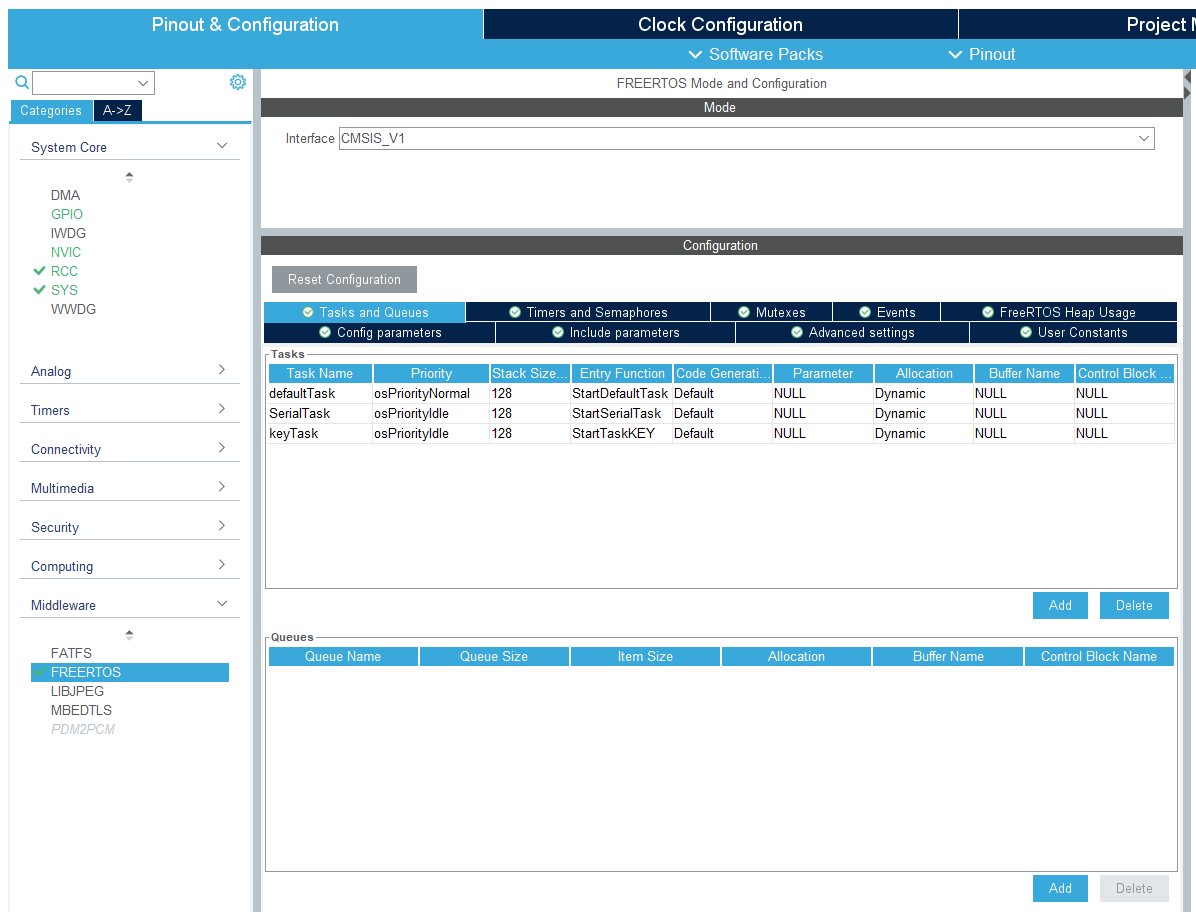 Pinout & Configuration
Clock Configuration
Project M
Software Packs
Pinout
Categories
A->Z
System Core
DMA
GPIO
IWDG
NVIC
RCC
SYS
WWDG
Analog
Timers
Connectivity
Multimedia
Security
Computing
Middleware
FATFS
FREERTOS
LIBJPEG
MBEDTLS
PDM2PCM
FREERTOS Mode and Configuration
Mode
Interface CMSIS_V1
Configuration
Reset Configuration
Tasks and Queues Timers and Semaphores Mutexes Events FreeRTOS Heap Usage
Config parameters Include parameters Advanced settings User Constants
Tasks
Task Name Priority Stack Size... Entry Function Code Generati... Parameter Allocation Buffer Name Control Block ...
defaultTask osPriorityNormal 128 StartDefaultTask Default NULL Dynamic NULL NULL
SerialTask osPriorityIdle 128 StartSerialTask Default NULL Dynamic NULL NULL
keyTask osPriorityIdle 128 StartTaskKEY Default NULL Dynamic NULL NULL
Add Delete
Queues
Queue Name Queue Size Item Size Allocation Buffer Name Control Block Name
Add Delete